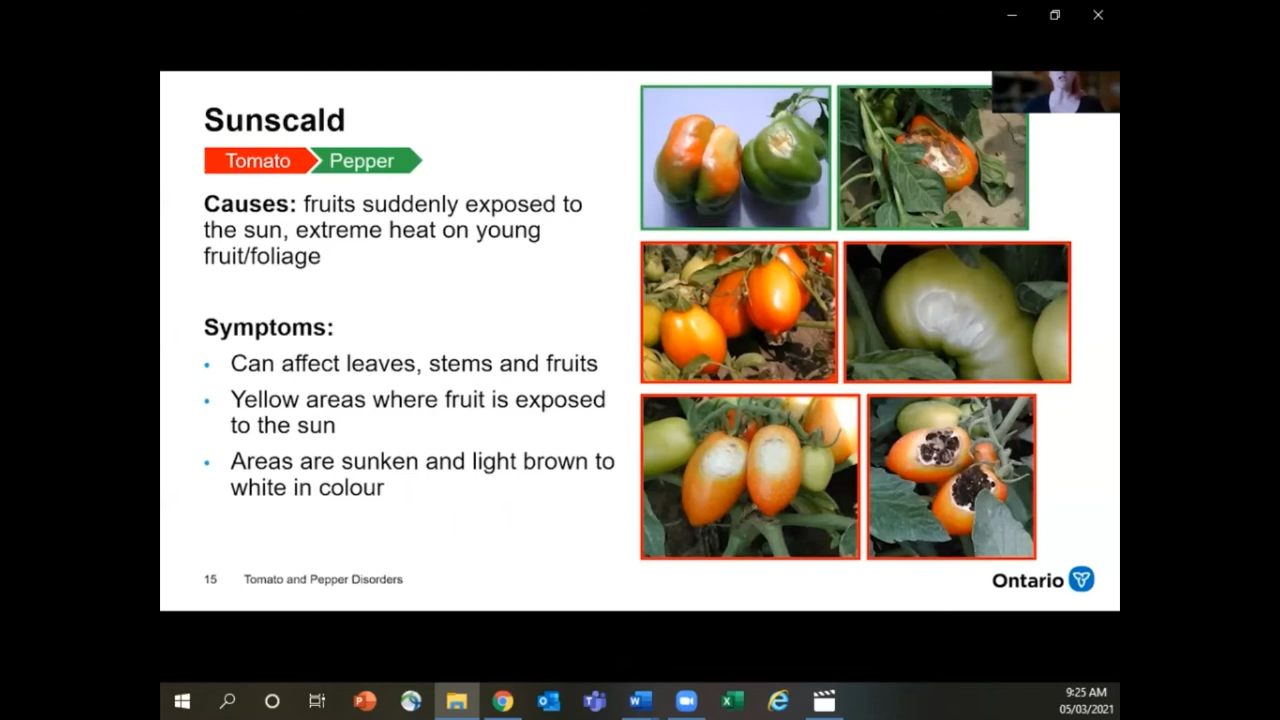 Sunscald
Tomato Pepper
Causes: fruits suddenly exposed to
the sun, extreme heat on young
fruit/foliage
Symptoms:
• Can affect leaves, stems and fruits
• Yellow areas where fruit is exposed
to the sun
• Areas are sunken and light brown to
white in colour
15 Tomato and Pepper Disorders
Ontario
9:25 AM
05/03/2021